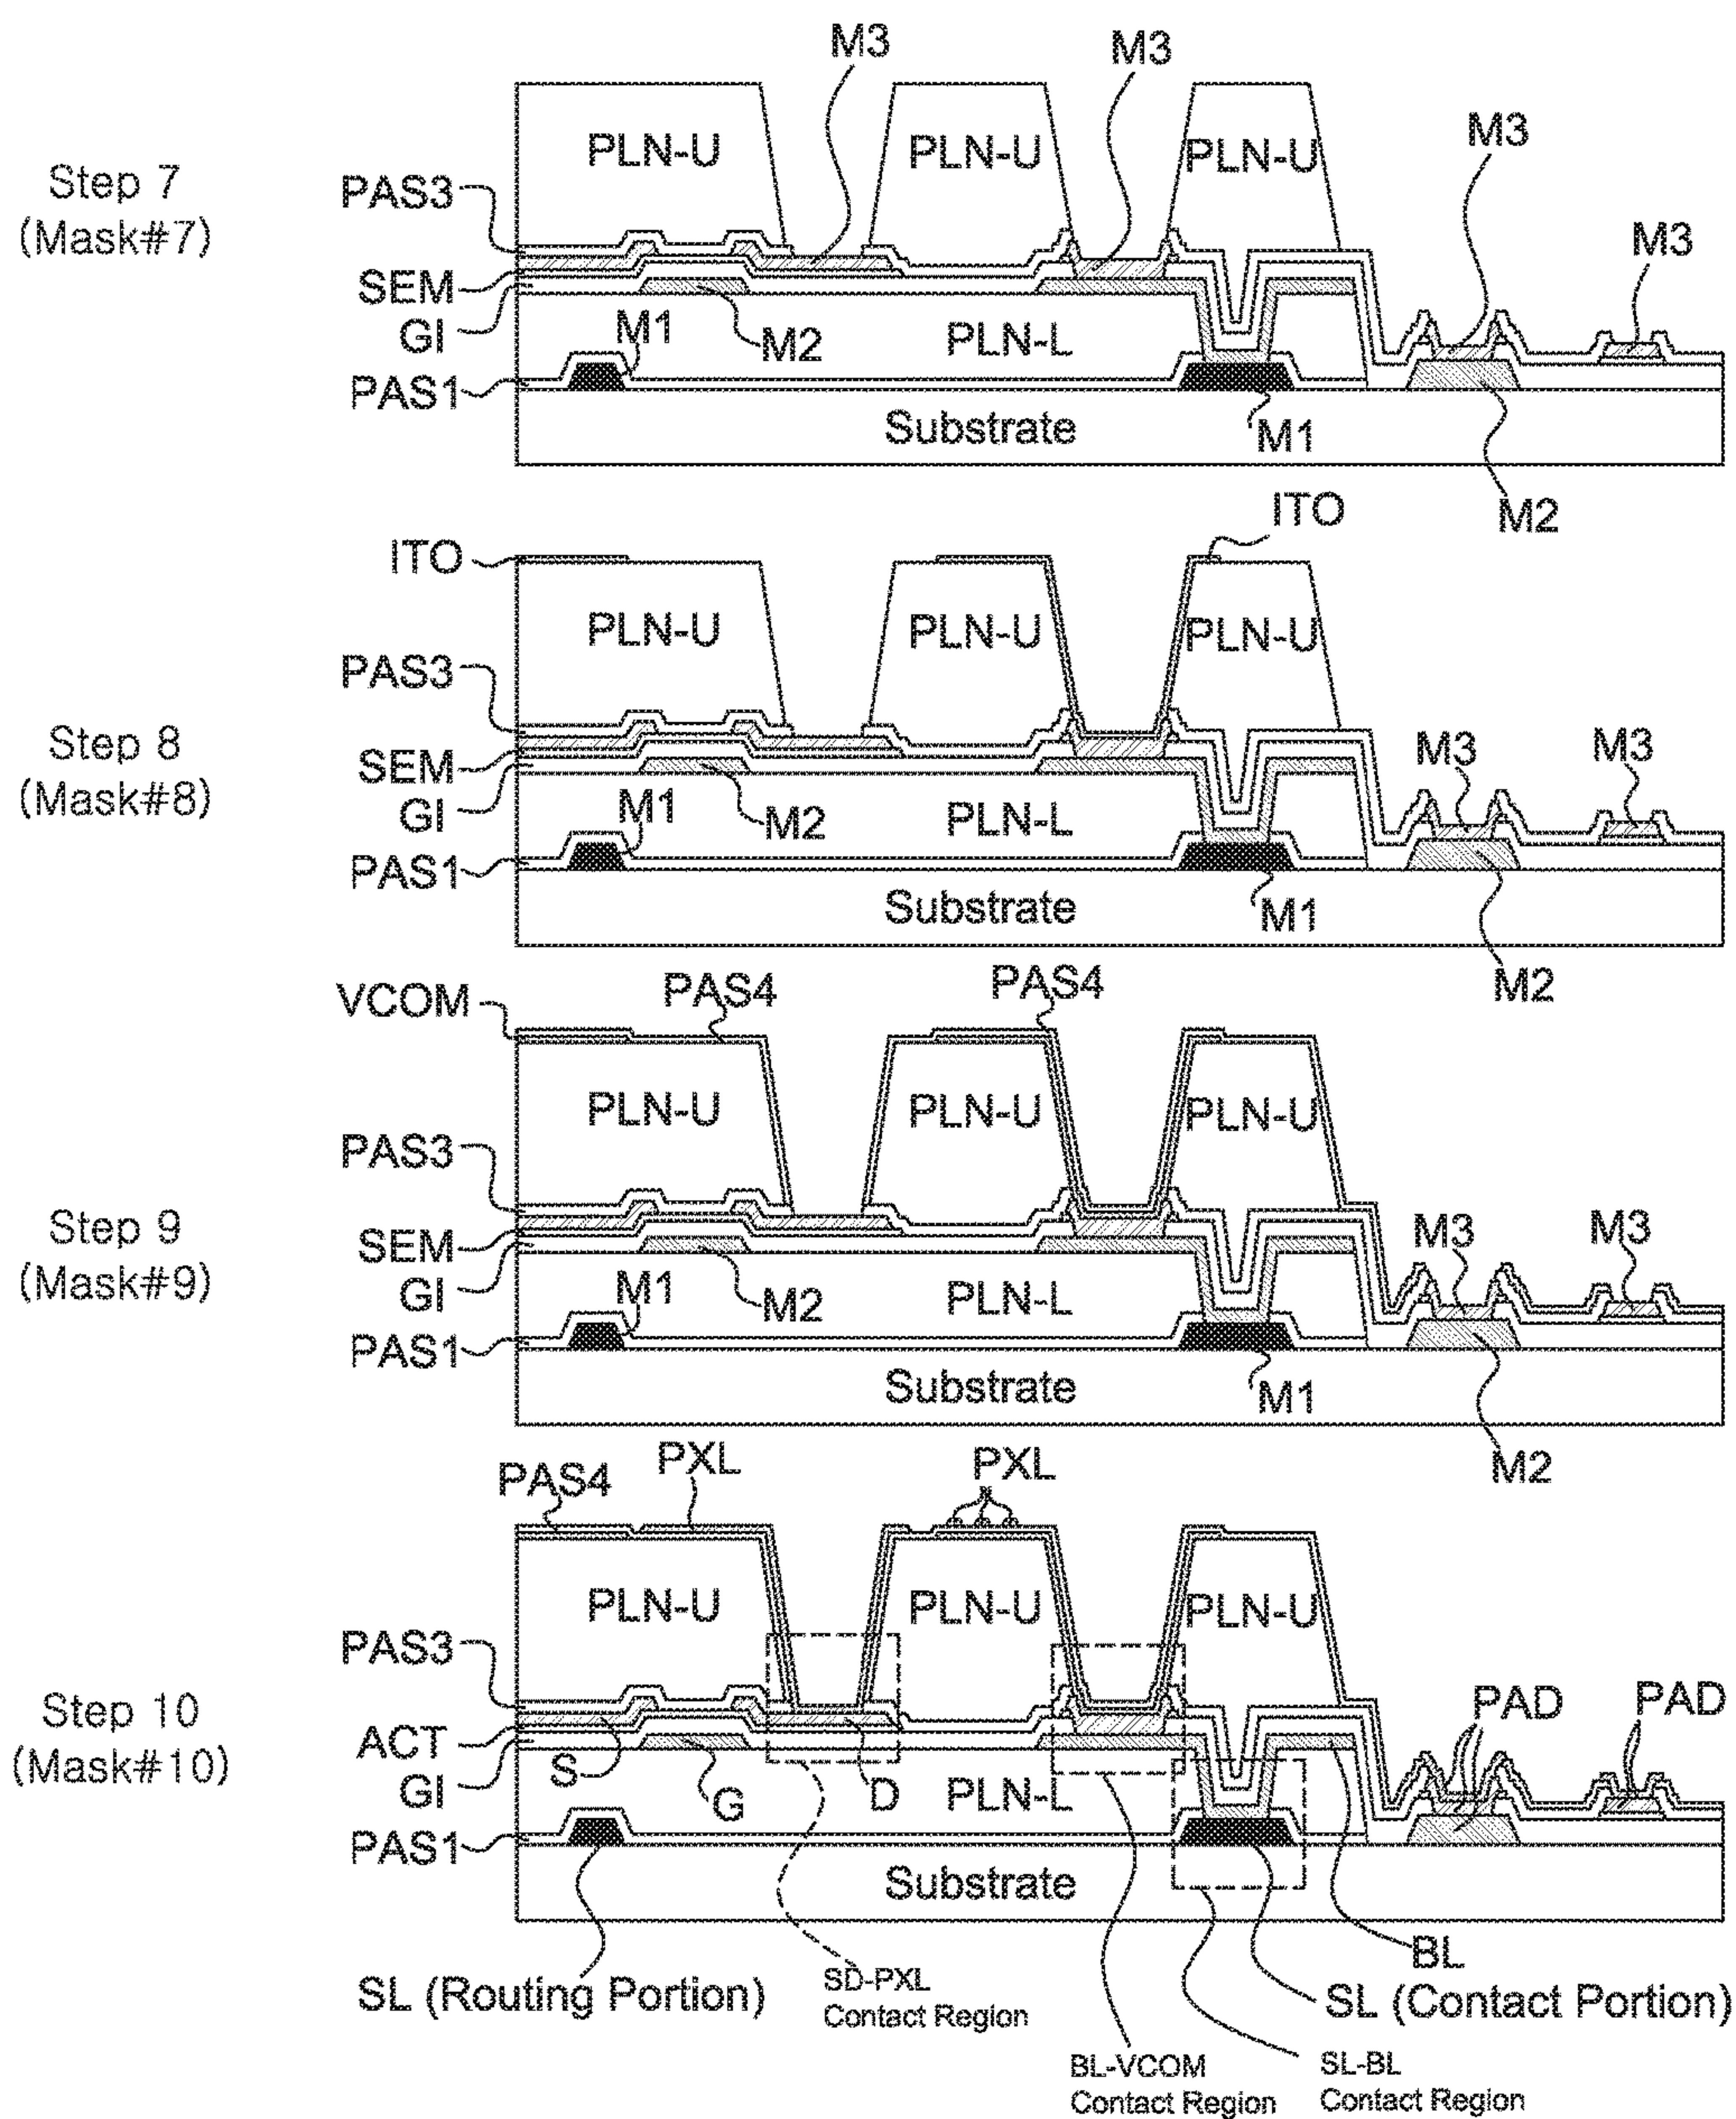 M3
M3
M3
M3
Step 7
(Mask#7)
PLN-U
PLN-U
PLN-U
PAS3
SEM
GI
M1
M2
PLN-L
PAS1
Substrate
M1
M2
ITO
ITO
Step 8
(Mask#8)
PLN-U
PLN-U
PLN-U
PAS3
SEM
GI
M1
M2
PLN-L
M3
M3
PAS1
Substrate
M1
M2
VCOM
PAS4
PAS4
Step 9
(Mask#9)
PLN-U
PLN-U
PLN-U
PAS3
SEM
GI
M1
M2
PLN-L
M3
M3
PAS1
Substrate
M1
M2
PAS4
PXL
PXL
Step 10
(Mask#10)
PLN-U
PLN-U
PLN-U
PAS3
ACT
GI
S
G
D
PLN-L
PAD
PAD
PAS1
Substrate
BL
SL (Routing Portion)
SD-PXL
Contact Region
SL (Contact Portion)
BL-VCOM
Contact Region
SL-BL
Contact Region